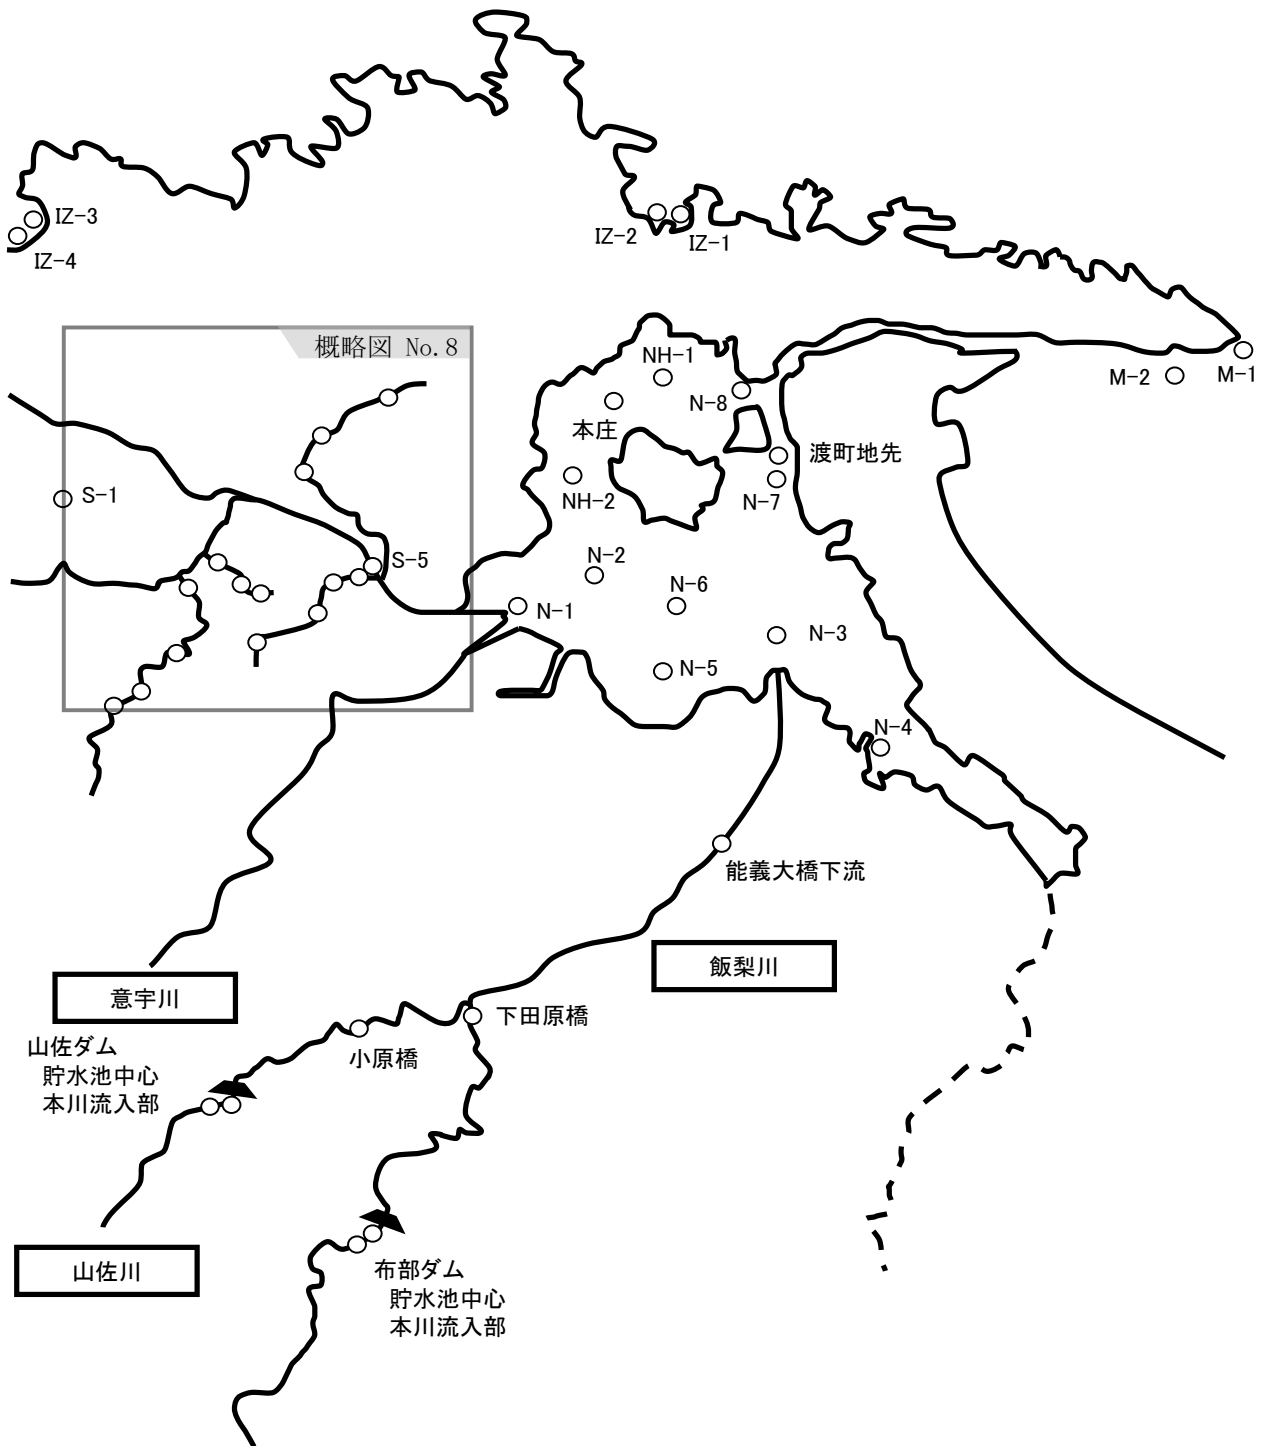 IZ-3
IZ-4
IZ-2
IZ-1
概略図 No.8
NH-1
M-2
M-1
N-8
本庄
渡町地先
S-1
NH-2
N-7
S-5
N-2
N-6
N-1
N-3
N-5
N-4
能義大橋下流
飯梨川
意宇川
下田原橋
山佐ダム
貯水池中心
本川流入部
小原橋
山佐川
布部ダム
貯水池中心
本川流入部